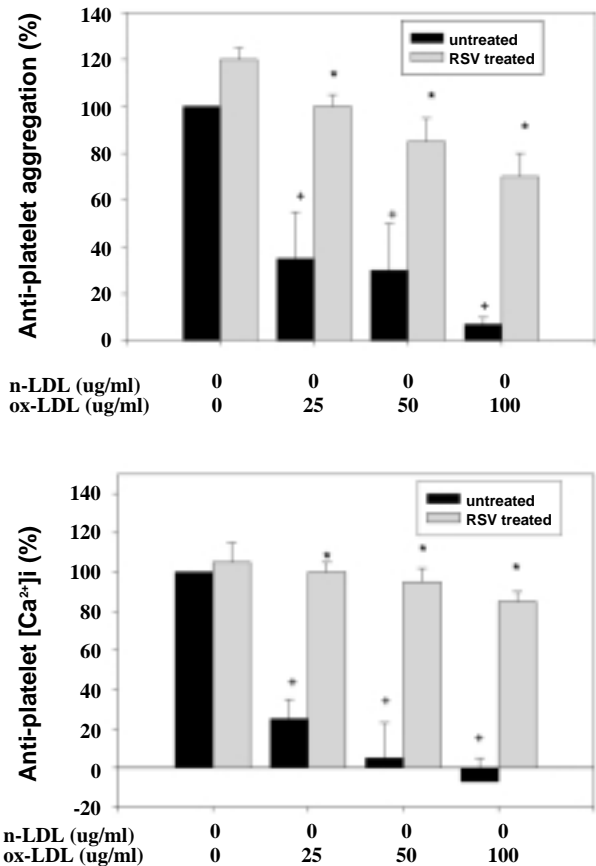 140
120
100
80
60
40
20
0
Anti-platelet aggregation (%)
untreated
RSV treated
*
*
*
+
+
+
n-LDL (ug/ml) 0 0 0 0
ox-LDL (ug/ml) 0 25 50 100
140
120
100
80
60
40
20
0
-20
Anti-platelet [Ca²⁺]i (%)
untreated
RSV treated
*
*
*
+
+
+
n-LDL (ug/ml) 0 0 0 0
ox-LDL (ug/ml) 0 25 50 100